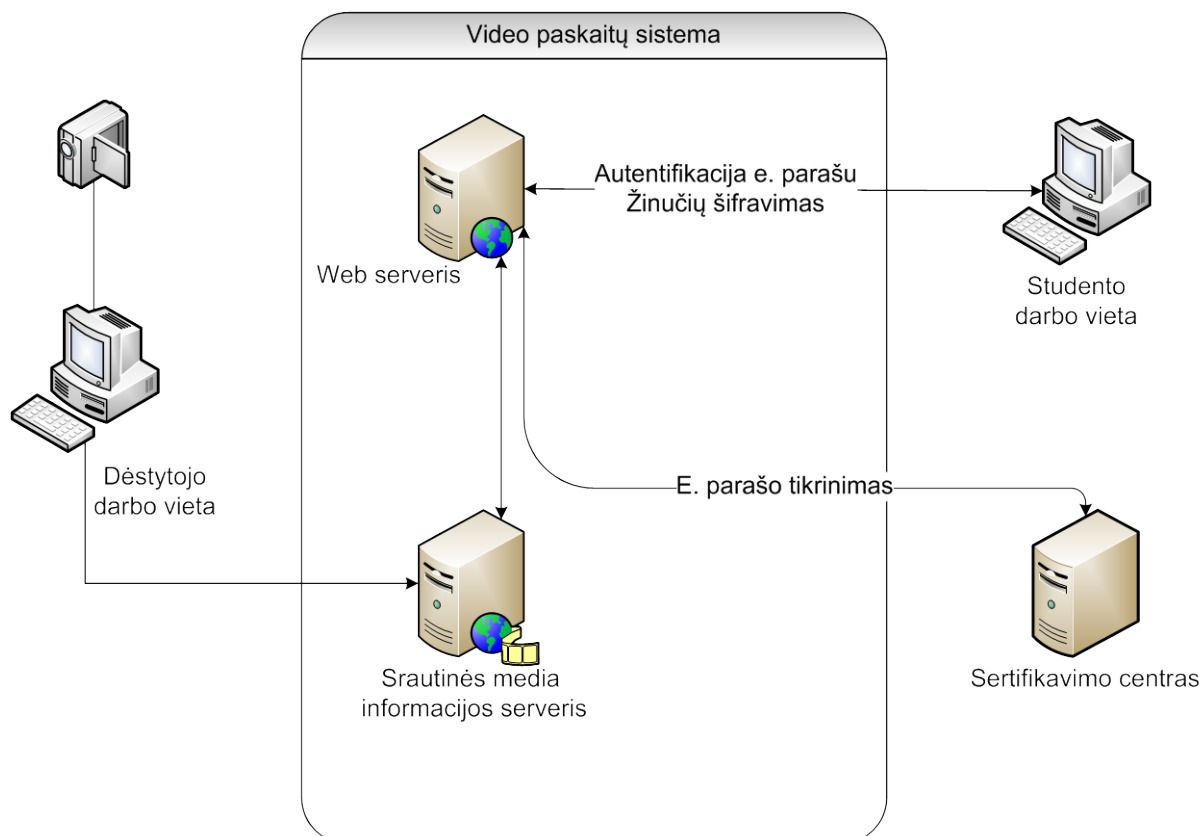 Video paskaitų sistema
Autentifikacija e. parašu
Žinučių šifravimas
Web serveris
Studento
darbo vieta
Dėstytojo
darbo vieta
E. parašo tikrinimas
Srautinės media
informacijos serveris
Sertifikavimo centras